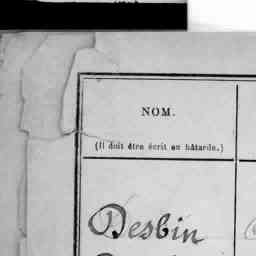 NOM.
(Il doit être écrit en bâtarde.)
Desbin